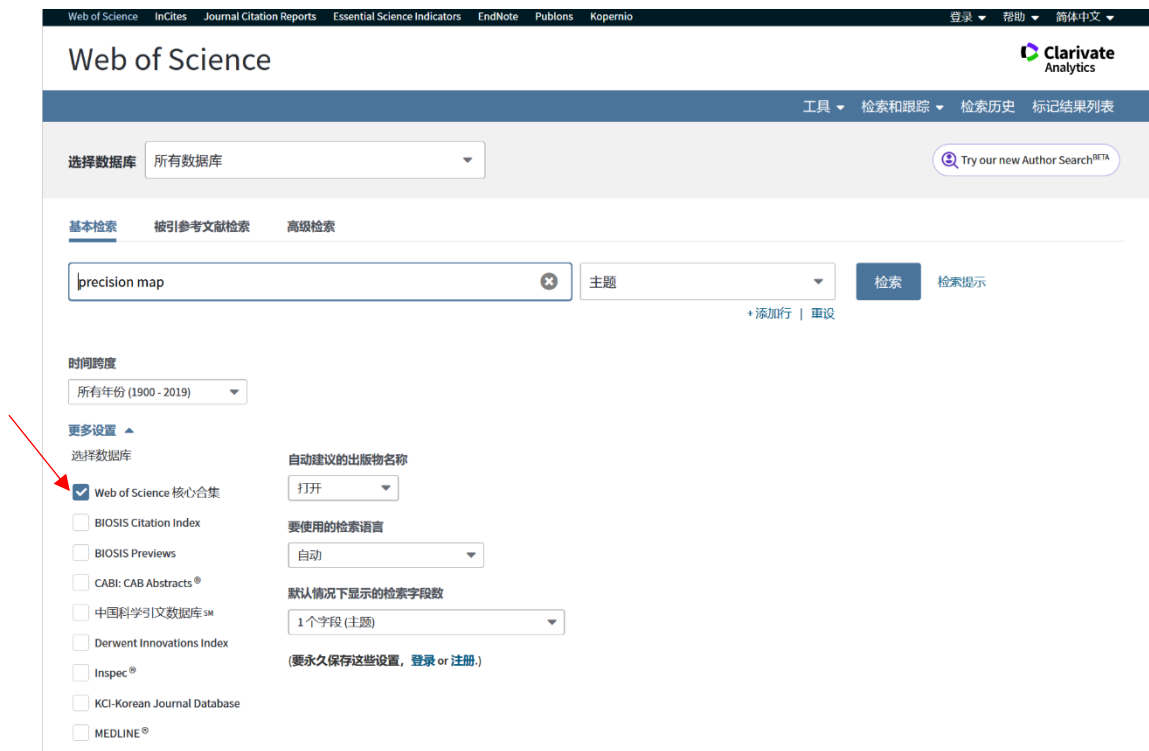 Web of Science InCites Journal Citation Reports Essential Science Indicators EndNote Publons Kopernio 登录 帮助 简体中文
Web of Science
Clarivate
Analytics
工具 检索和跟踪 检索历史 标记结果列表
选择数据库 所有数据库
Try our new Author Search BETA
基本检索 被引参考文献检索 高级检索
precision map 主题 检索 检索提示
+添加行 | 重设
时间跨度
所有年份 (1900 - 2019)
更多设置
选择数据库
Web of Science 核心合集
BIOSIS Citation Index
BIOSIS Previews
CABI: CAB Abstracts ®
中国科学引文数据库 SM
Derwent Innovations Index
Inspec ®
KCI-Korean Journal Database
MEDLINE ®
自动建议的出版物名称
打开
要使用的检索语言
自动
默认情况下显示的检索字段数
1个字段 (主题)
(要永久保存这些设置，登录 or 注册.)